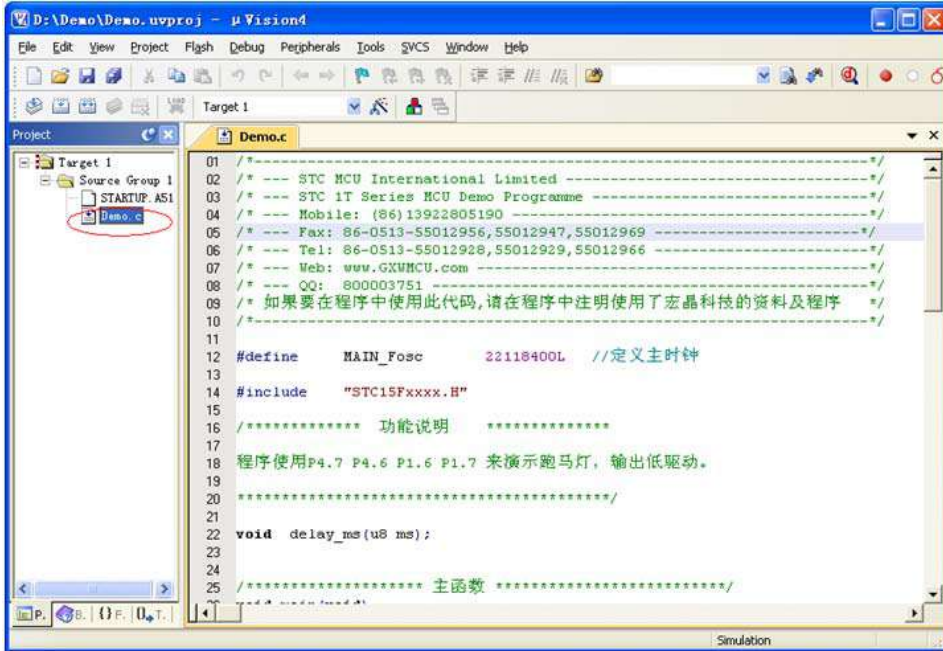 D:\Demo\Demo.uvproj - µVision4
File Edit View Project Flash Debug Peripherals Tools SVCS Window Help
Target 1
Project
Demo.c
Target 1
Source Group 1
STARTUP.A51
Demo.c
01 /*----------------------------------------------------------------------*/
02 /* --- STC MCU International Limited -----------------------------------*/
03 /* --- STC 1T Series MCU Demo Programme --------------------------------*/
04 /* --- Mobile: (86)13922805190 -----------------------------------------*/
05 /* --- Fax: 86-0513-55012956,55012947,55012969 ------------------------*/
06 /* --- Tel: 86-0513-55012928,55012929,55012966 -------------------------*/
07 /* --- Web: www.GXWMCU.com ---------------------------------------------*/
08 /* --- QQ: 800003751 --------------------------------------------------*/
09 /* 如果要在程序中使用此代码,请在程序中注明使用了宏晶科技的资料及程序 */
10 /*----------------------------------------------------------------------*/
11
12 #define MAIN_Fosc 22118400L //定义主时钟
13
14 #include "STC15Fxxxx.H"
15
16 /************* 功能说明 **************
17
18 程序使用P4.7 P4.6 P1.6 P1.7 来演示跑马灯，输出低驱动。
19
20 ******************************************/
21
22 void delay_ms(u8 ms);
23
24
25 /******************** 主函数 **************************/
P. B. {} F. 0 T.
Simulation